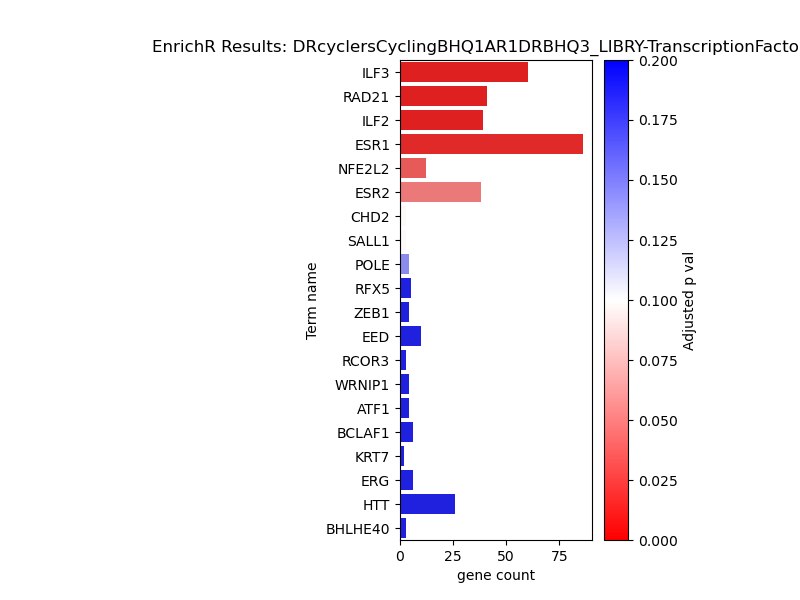 EnrichR Results: DRcyclersCyclingBHQ1AR1DRBHQ3_LIBRY-TranscriptionFacto
Term name
ILF3
RAD21
ILF2
ESR1
NFE2L2
ESR2
CHD2
SALL1
POLE
RFX5
ZEB1
EED
RCOR3
WRNIP1
ATF1
BCLAF1
KRT7
ERG
HTT
BHLHE40
0 25 50 75
gene count
0.200
0.175
0.150
0.125
0.100
0.075
0.050
0.025
0.000
Adjusted p val